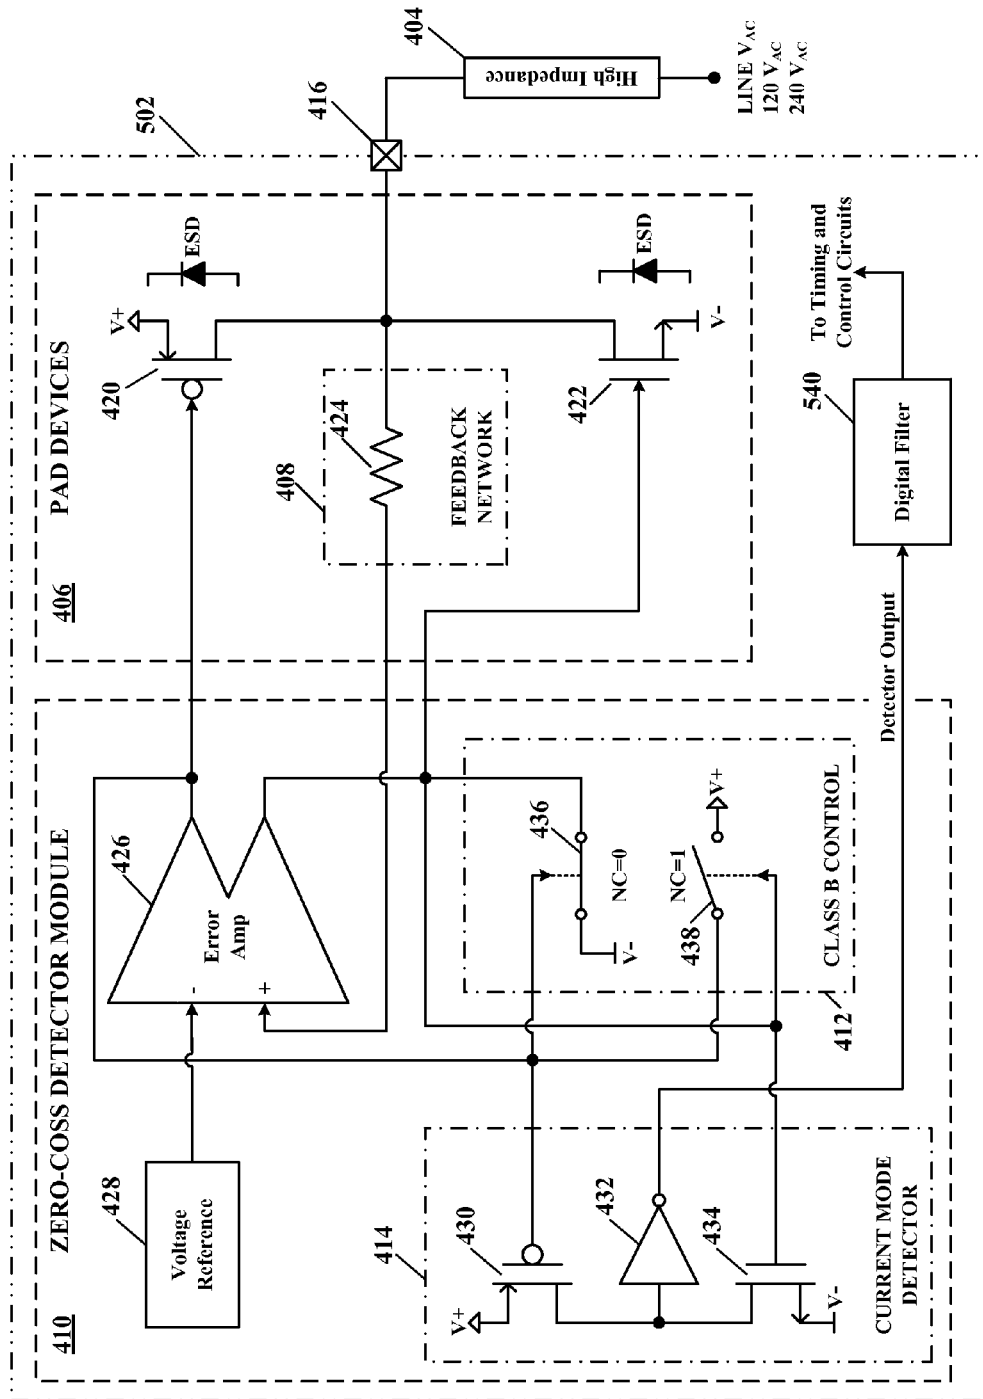 502
416
404
High Impedance
LINE VAC
120 VAC
240 VAC
PAD DEVICES
406
V+
420
ESD
408
424
FEEDBACK
NETWORK
422
ESD
V-
To Timing and
Control Circuits
540
Digital Filter
Detector Output
ZERO-COSS DETECTOR MODULE
410
426
Error
Amp
-
+
428
Voltage
Reference
436
NC=0
V-
NC=1
V+
438
CLASS B CONTROL
412
414
V+
430
432
434
V-
CURRENT MODE
DETECTOR